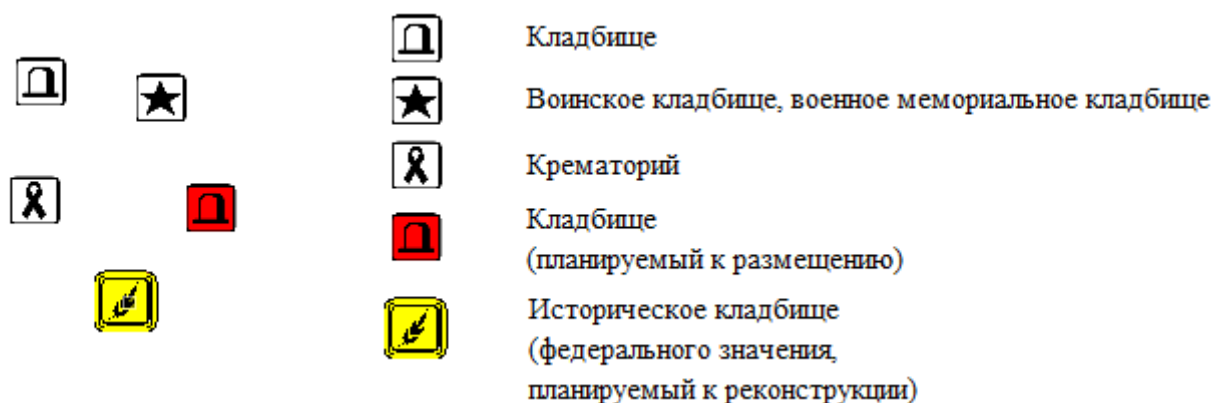 Кладбище
Воинское кладбище, военное мемориальное кладбище
Крематорий
Кладбище
(планируемый к размещению)
Историческое кладбище
(федерального значения,
планируемый к реконструкции)